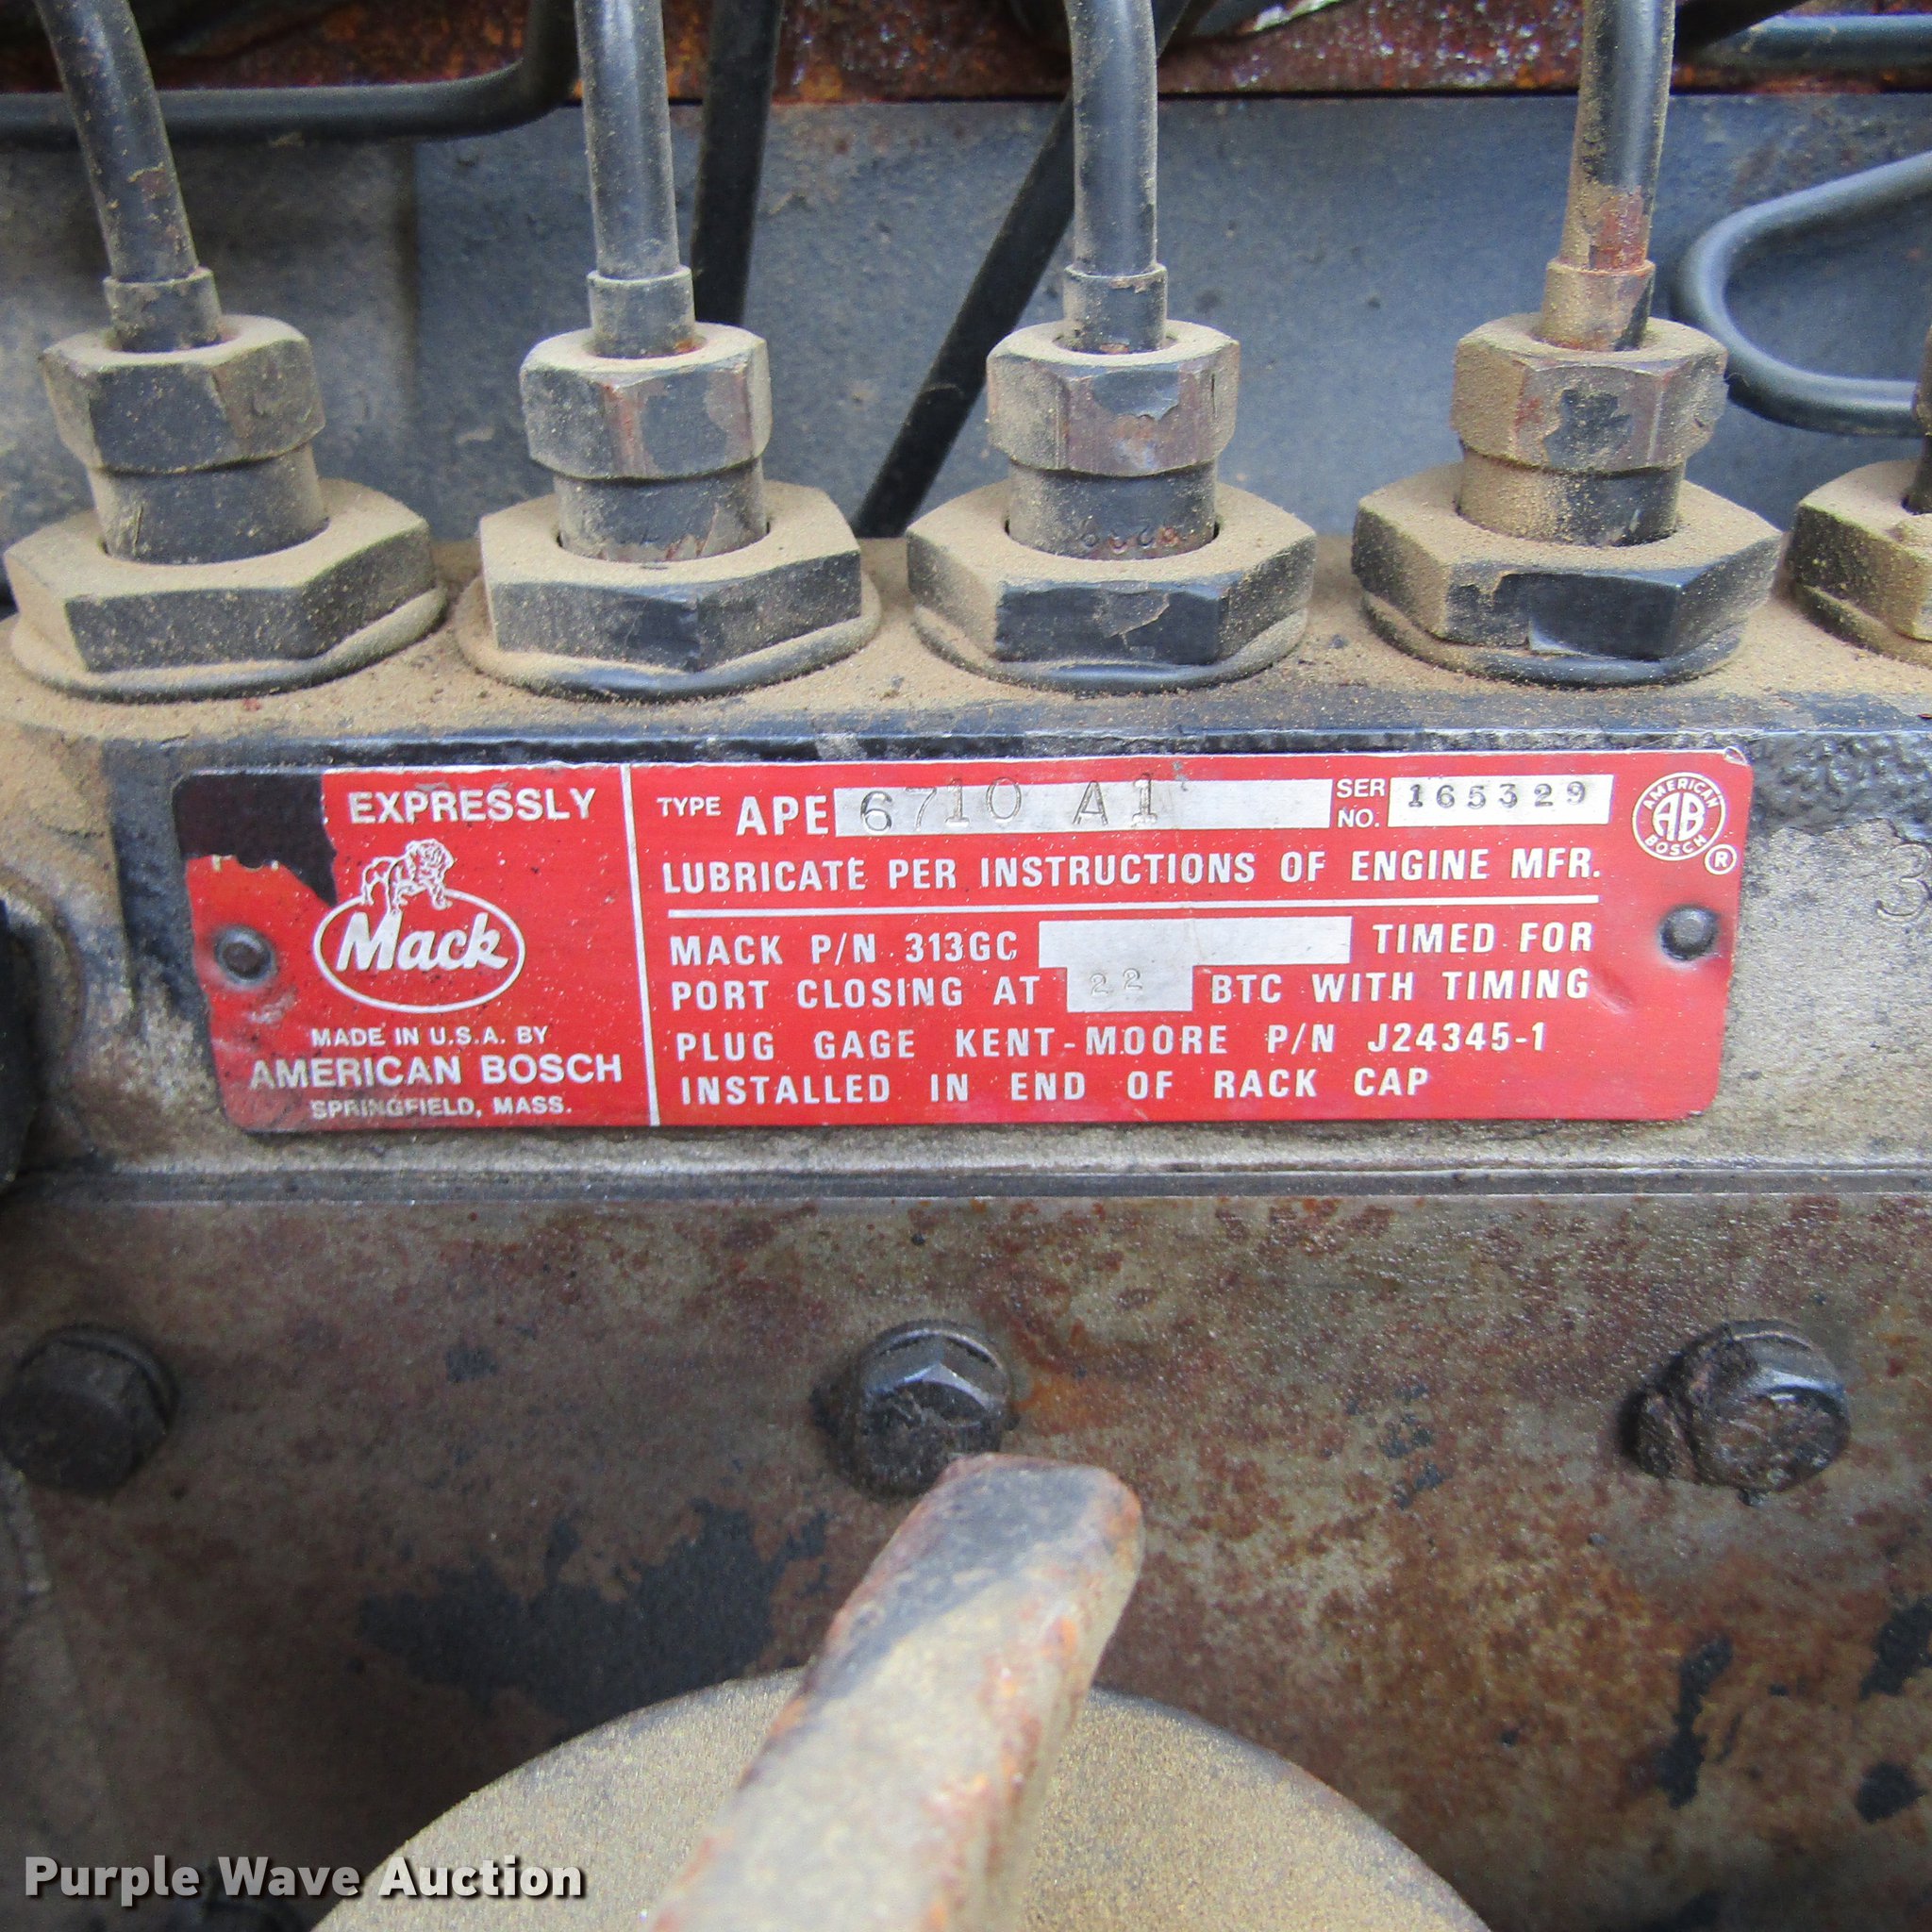 EXPRESSLY
Mack
MADE IN U.S.A. BY
AMERICAN BOSCH
SPRINGFIELD, MASS.
TYPE APE 6710 A1 SER NO. 165329
AMERICAN AB BOSCH ®
LUBRICATE PER INSTRUCTIONS OF ENGINE MFR.
MACK P/N 313GC TIMED FOR
PORT CLOSING AT 22 BTC WITH TIMING
PLUG GAGE KENT-MOORE P/N J24345-1
INSTALLED IN END OF RACK CAP
3
Purple Wave Auction